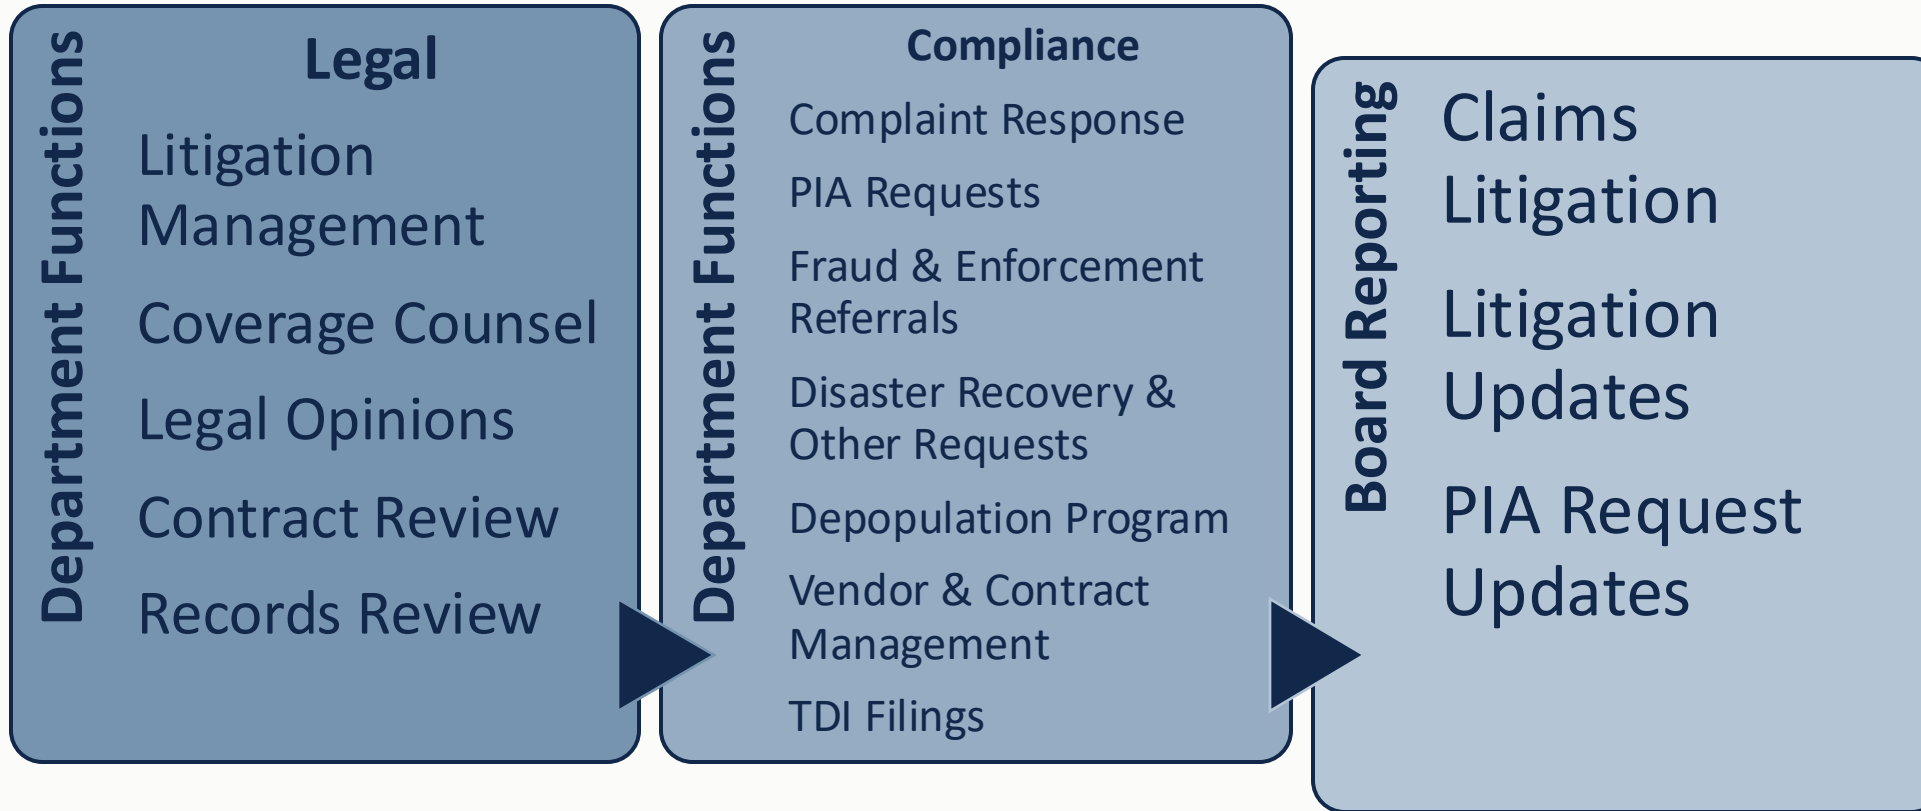 Department Functions
Legal
Litigation
Management
Coverage Counsel
Legal Opinions
Contract Review
Records Review
Department Functions
Compliance
Complaint Response
PIA Requests
Fraud & Enforcement
Referrals
Disaster Recovery &
Other Requests
Depopulation Program
Vendor & Contract
Management
TDI Filings
Board Reporting
Claims
Litigation
Litigation
Updates
PIA Request
Updates